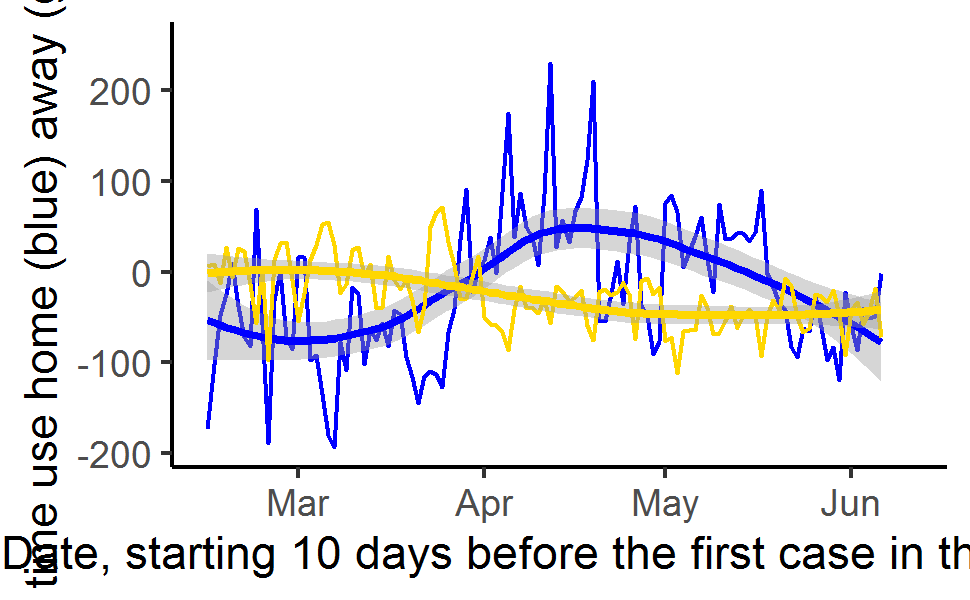 time use home (blue) away (
200
100
0
-100
-200
Mar Apr May Jun
Date, starting 10 days before the first case in th